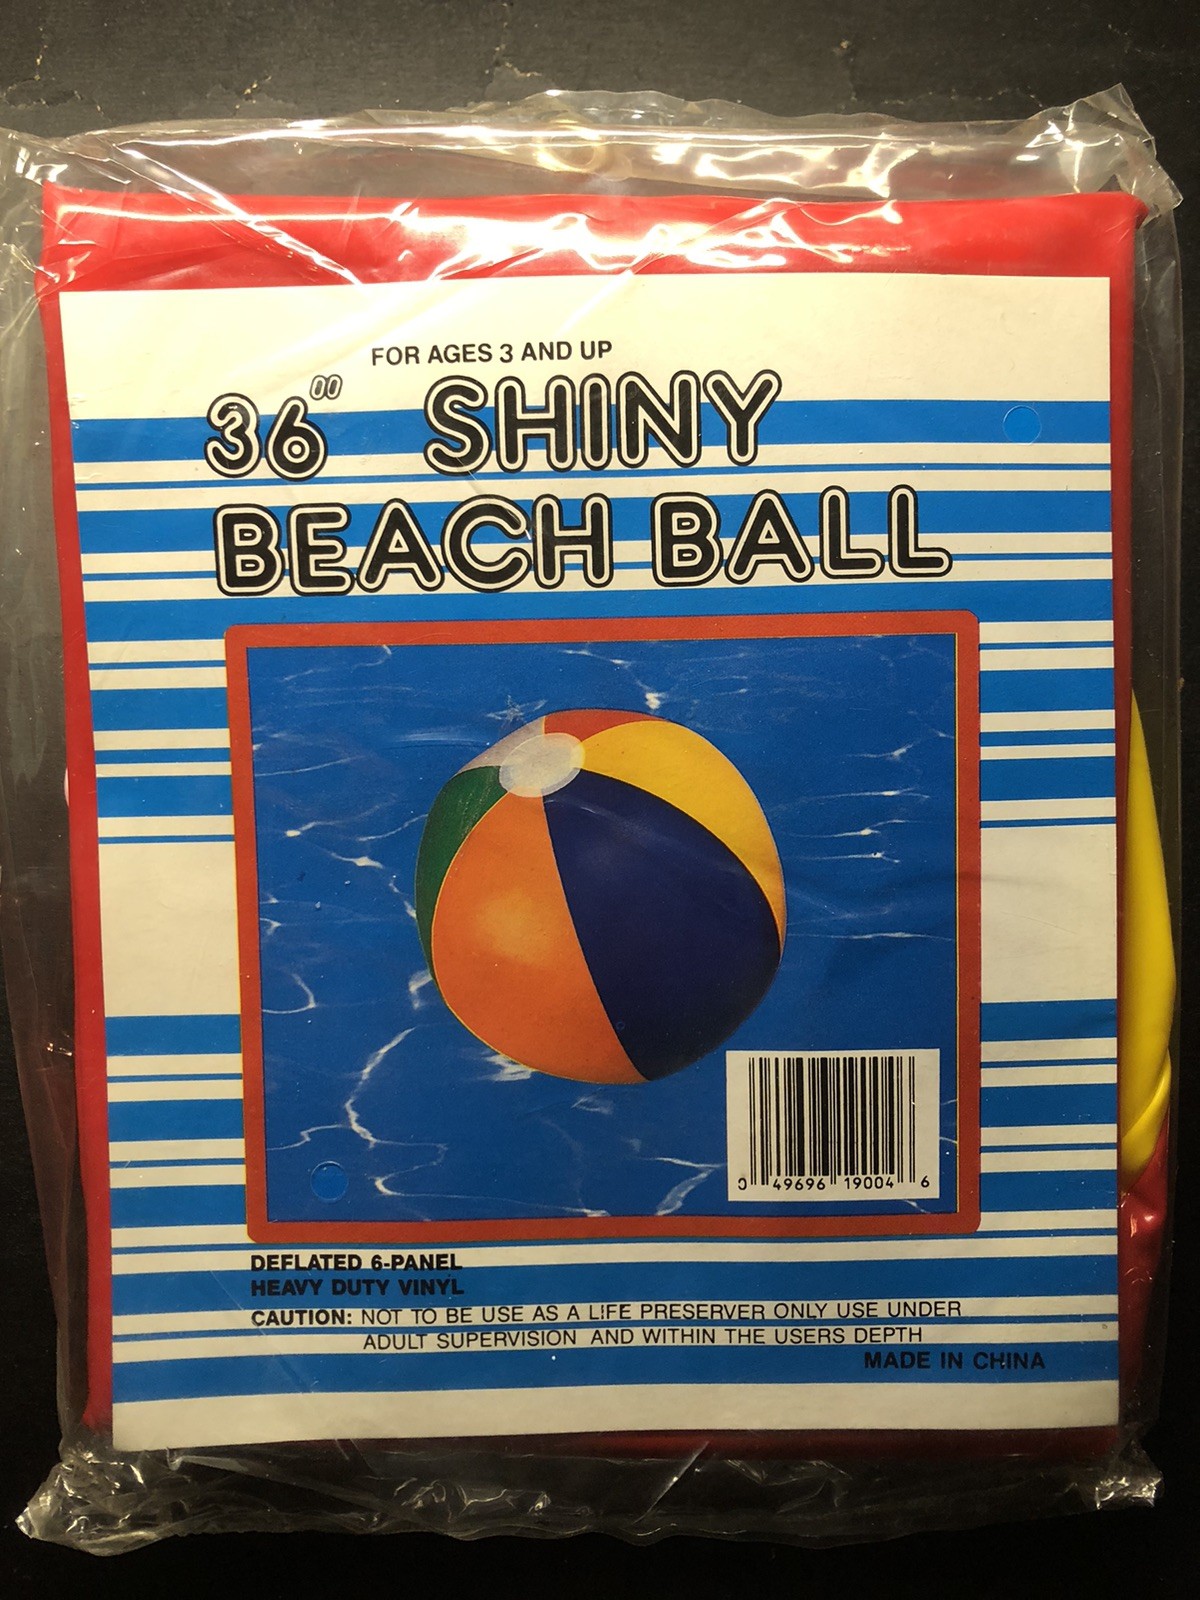 FOR AGES 3 AND UP
36" SHINY
BEACH BALL
0 49696 19004 6
DEFLATED 6-PANEL
HEAVY DUTY VINYL
CAUTION: NOT TO BE USE AS A LIFE PRESERVER ONLY USE UNDER
ADULT SUPERVISION AND WITHIN THE USERS DEPTH
MADE IN CHINA